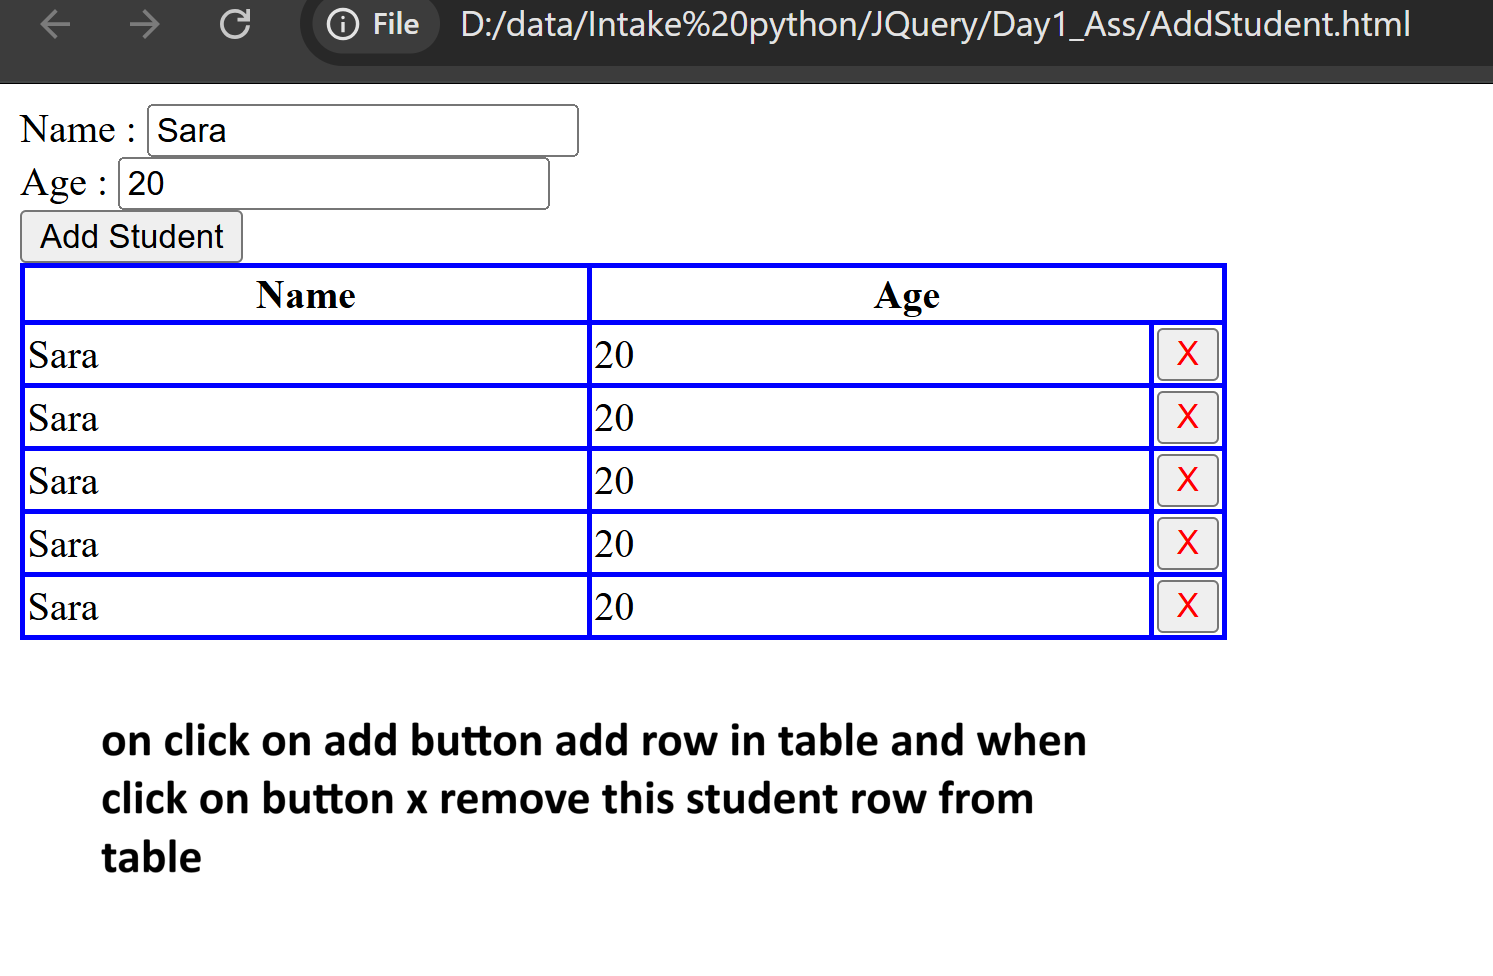 File D:/data/Intake%20python/JQuery/Day1_Ass/AddStudent.html
Name : Sara
Age : 20
Add Student
Name Age
Sara 20 X
Sara 20 X
Sara 20 X
Sara 20 X
Sara 20 X
on click on add button add row in table and when
click on button x remove this student row from
table